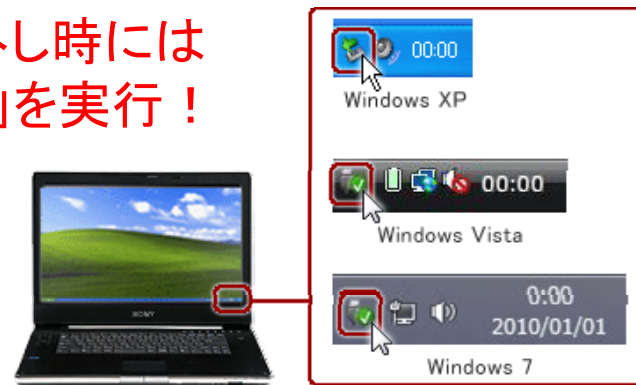 し時には
」を実行！
00:00
Windows XP
00:00
Windows Vista
0:00
2010/01/01
Windows 7
SONY